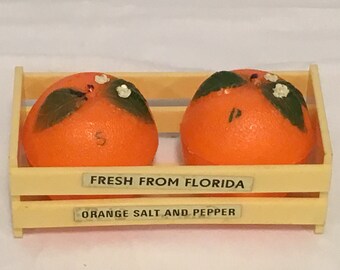 S P
FRESH FROM FLORIDA
ORANGE SALT AND PEPPER